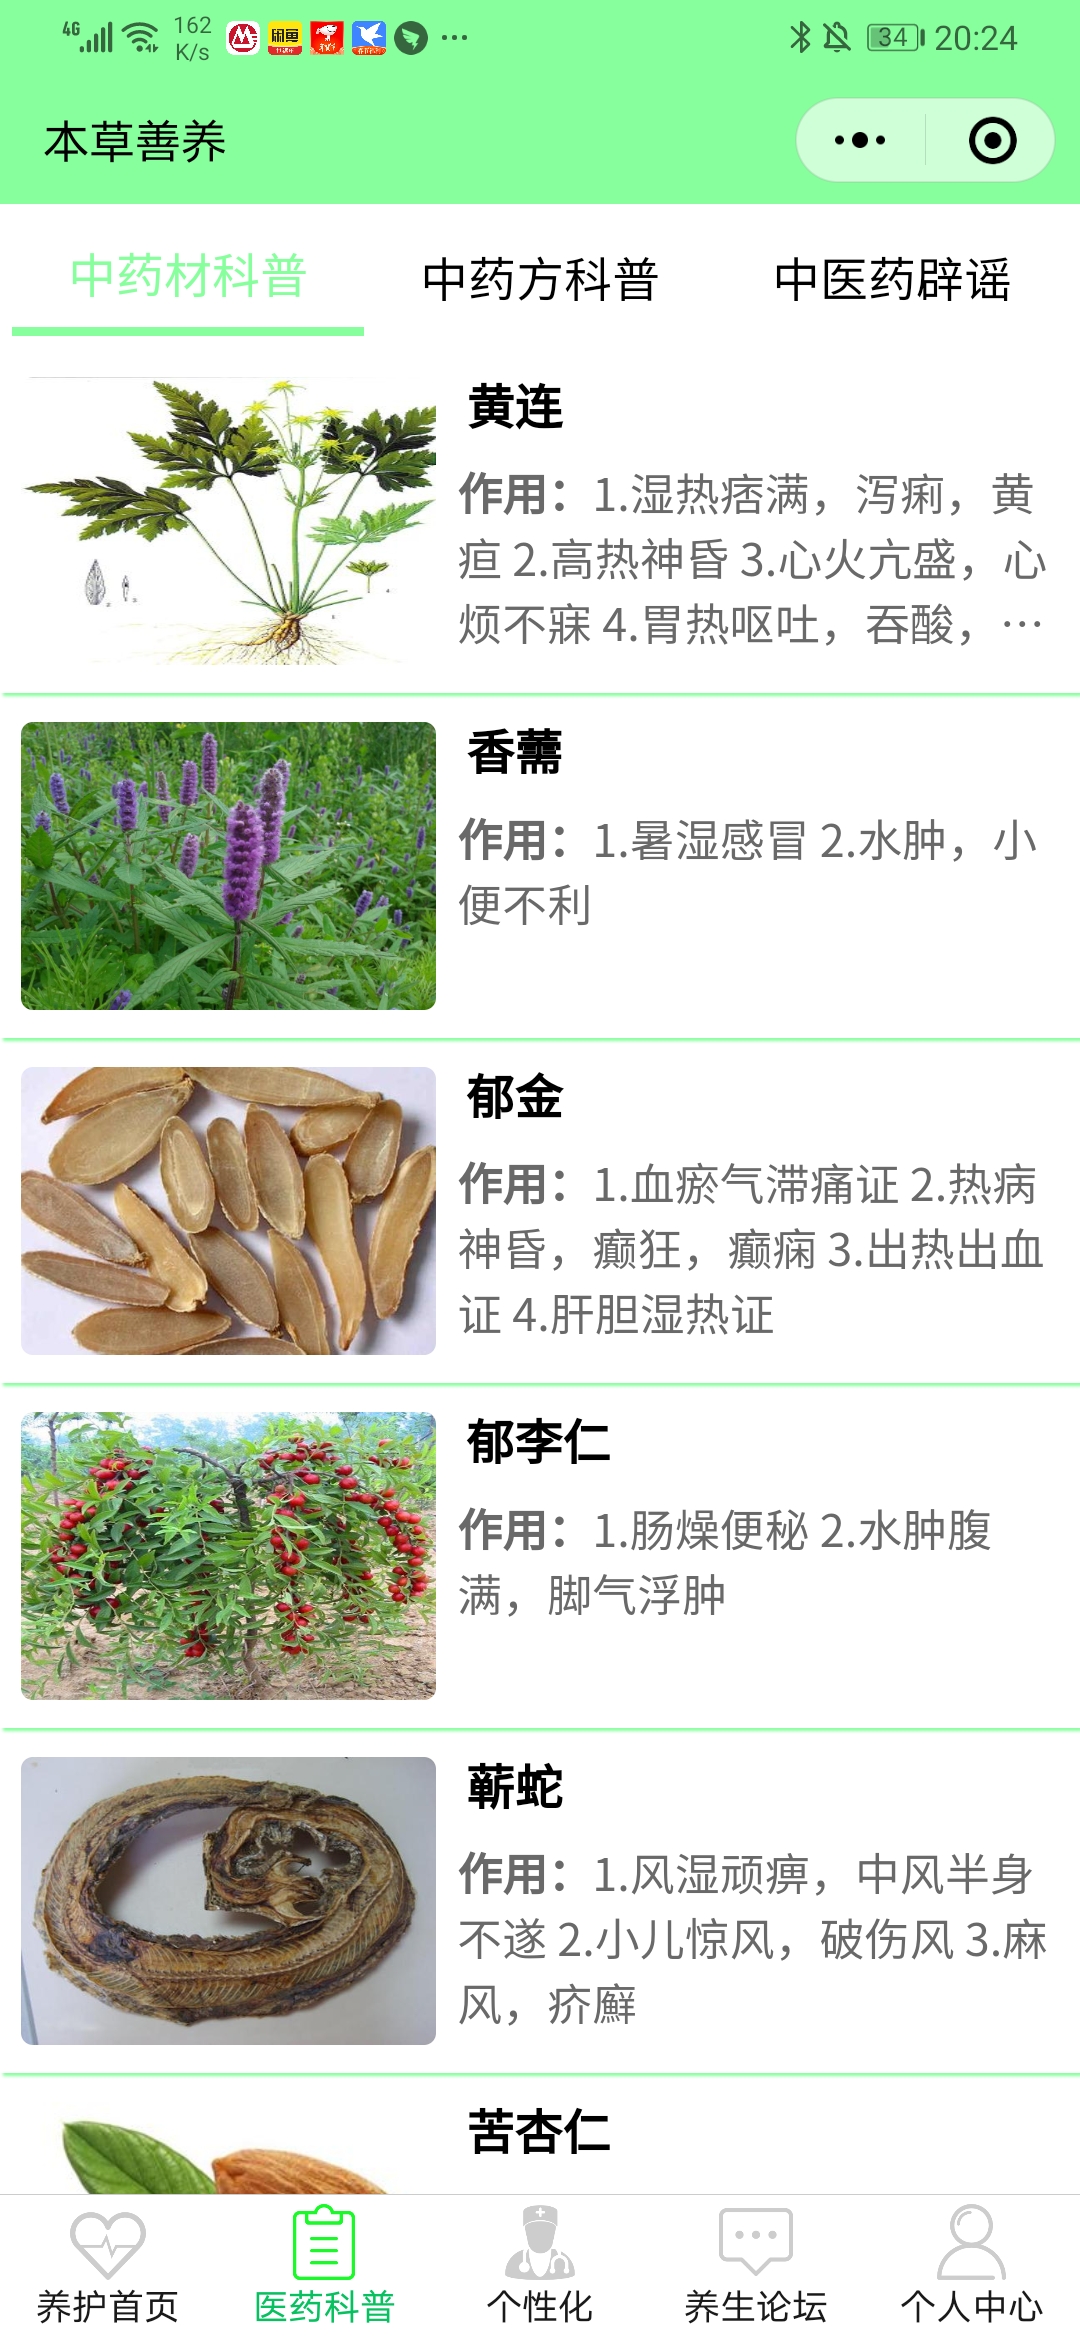 4G 162 K/s 闲鱼 34 20:24
本草善养
中药材科普 中药方科普 中医药辟谣
黄连
作用：1.湿热痞满，泻痢，黄
疸 2.高热神昏 3.心火亢盛，心
烦不寐 4.胃热呕吐，吞酸，…
香薷
作用：1.暑湿感冒 2.水肿，小
便不利
郁金
作用：1.血瘀气滞痛证 2.热病
神昏，癫狂，癫痫 3.出热出血
证 4.肝胆湿热证
郁李仁
作用：1.肠燥便秘 2.水肿腹
满，脚气浮肿
蕲蛇
作用：1.风湿顽痹，中风半身
不遂 2.小儿惊风，破伤风 3.麻
风，疥廯
苦杏仁
养护首页 医药科普 个性化 养生论坛 个人中心